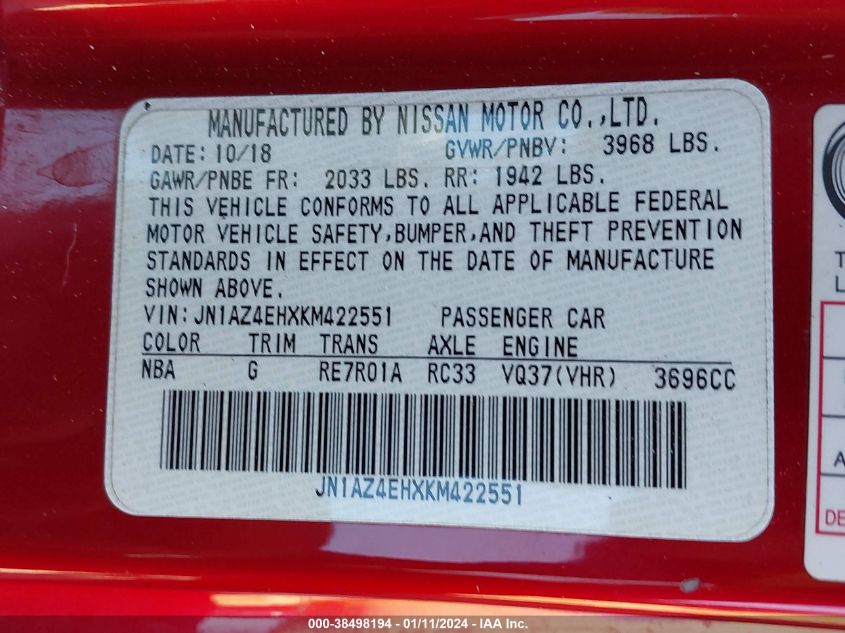 MANUFACTURED BY NISSAN MOTOR CO.,LTD.
DATE: 10/18 GVWR/PNBV: 3968 LBS.
GAWR/PNBE FR: 2033 LBS. RR: 1942 LBS.
THIS VEHICLE CONFORMS TO ALL APPLICABLE FEDERAL
MOTOR VEHICLE SAFETY,BUMPER,AND THEFT PREVENTION
STANDARDS IN EFFECT ON THE DATE OF MANUFACTURE
SHOWN ABOVE.
VIN: JN1AZ4EHXKM422551 PASSENGER CAR
COLOR TRIM TRANS AXLE ENGINE
NBA G RE7R01A RC33 VQ37(VHR) 3696CC
JN1AZ4EHXKM422551
000-38498194 - 01/11/2024 - IAA Inc.